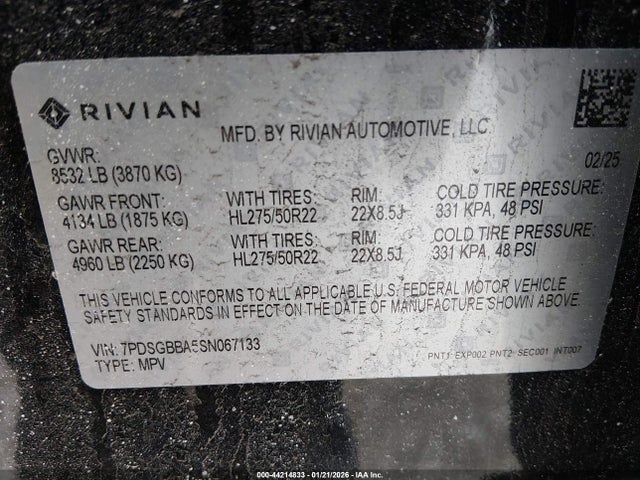 RIVIAN
MFD. BY RIVIAN AUTOMOTIVE, LLC
02/25
GVWR:
8532 LB (3870 KG)
GAWR FRONT: WITH TIRES: RIM: COLD TIRE PRESSURE:
4134 LB (1875 KG) HL275/50R22 22X8.5J 331 KPA, 48 PSI
GAWR REAR: WITH TIRES: RIM: COLD TIRE PRESSURE:
4960 LB (2250 KG) HL275/50R22 22X8.5J 331 KPA, 48 PSI
THIS VEHICLE CONFORMS TO ALL APPLICABLE U.S. FEDERAL MOTOR VEHICLE
SAFETY STANDARDS IN EFFECT ON THE DATE OF MANUFACTURE SHOWN ABOVE.
VIN: 7PDSGBBA5SN067133
TYPE: MPV
PNT1: EXP002 PNT2: SEC001 INT007
000-44214833 - 01/21/2026 - IAA Inc.